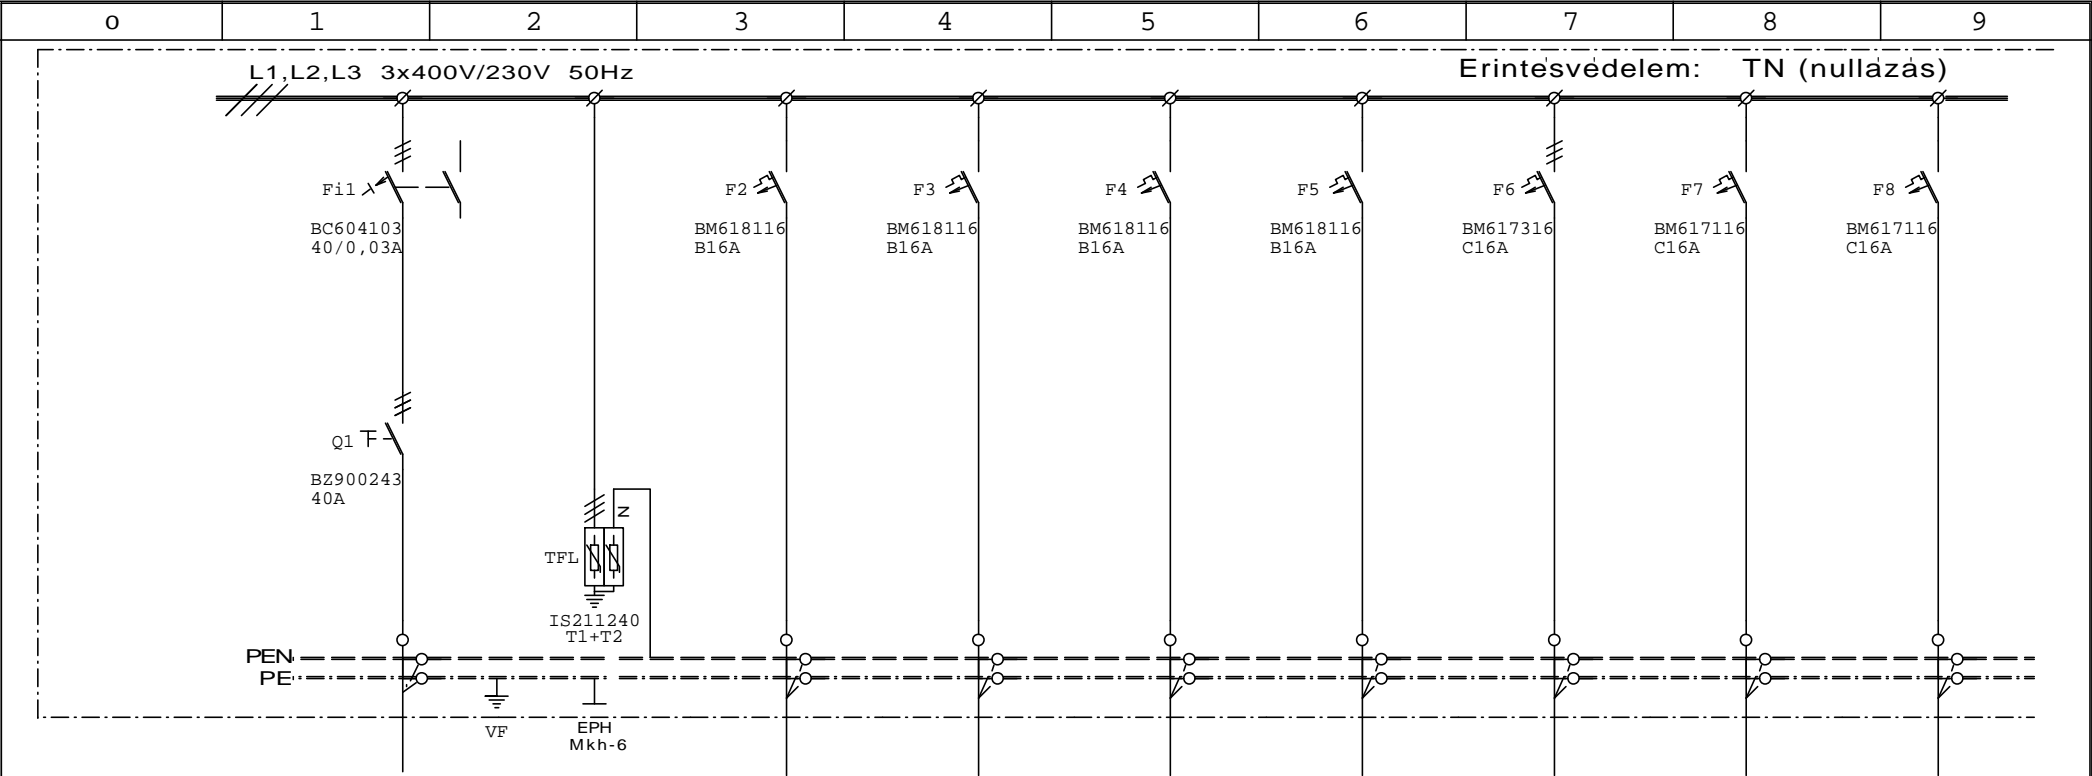 0 1 2 3 4 5 6 7 8 9
L1,L2,L3 3x400V/230V 50Hz
Érintésvédelem: TN (nullázás)
Fi1
BC604103
40/0,03A
F2
BM618116
B16A
F3
BM618116
B16A
F4
BM618116
B16A
F5
BM618116
B16A
F6
BM617316
C16A
F7
BM617116
C16A
F8
BM617116
C16A
Q1
BZ900243
40A
N
TFL
IS211240
T1+T2
PEN
PE
VF
EPH
Mkh-6